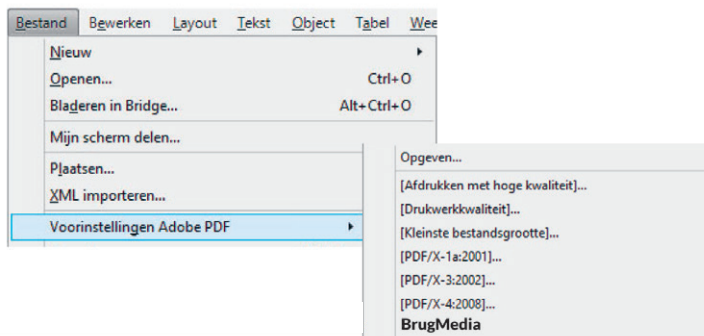 Bestand Bewerken Layout Tekst Object Tabel Wee
Nieuw
Openen... Ctrl+O
Bladeren in Bridge... Alt+Ctrl+O
Mijn scherm delen...
Plaatsen...
XML importeren...
Voorinstellingen Adobe PDF
Opgeven...
[Afdrukken met hoge kwaliteit]...
[Drukwerkkwaliteit]...
[Kleinste bestandsgrootte]...
[PDF/X-1a:2001]...
[PDF/X-3:2002]...
[PDF/X-4:2008]...
BrugMedia